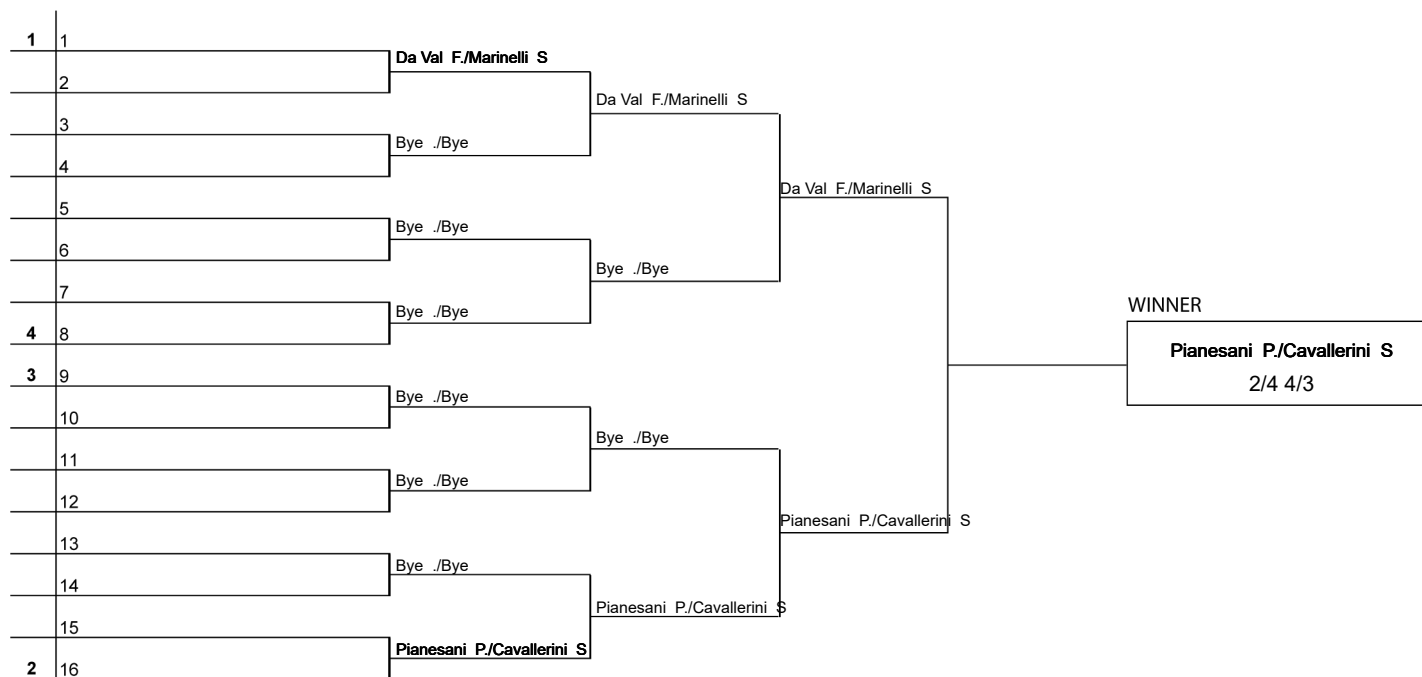 1 1
Da Val F./Marinelli S
2
Da Val F./Marinelli S
3
Bye ./Bye
4
Da Val F./Marinelli S
5
Bye ./Bye
6
Bye ./Bye
7
WINNER
Bye ./Bye
4 8
Pianesani P./Cavallerini S
3 9
2/4 4/3
Bye ./Bye
10
Bye ./Bye
11
Bye ./Bye
12
Pianesani P./Cavallerini S
13
Bye ./Bye
14
Pianesani P./Cavallerini S
15
Pianesani P./Cavallerini S
2 16